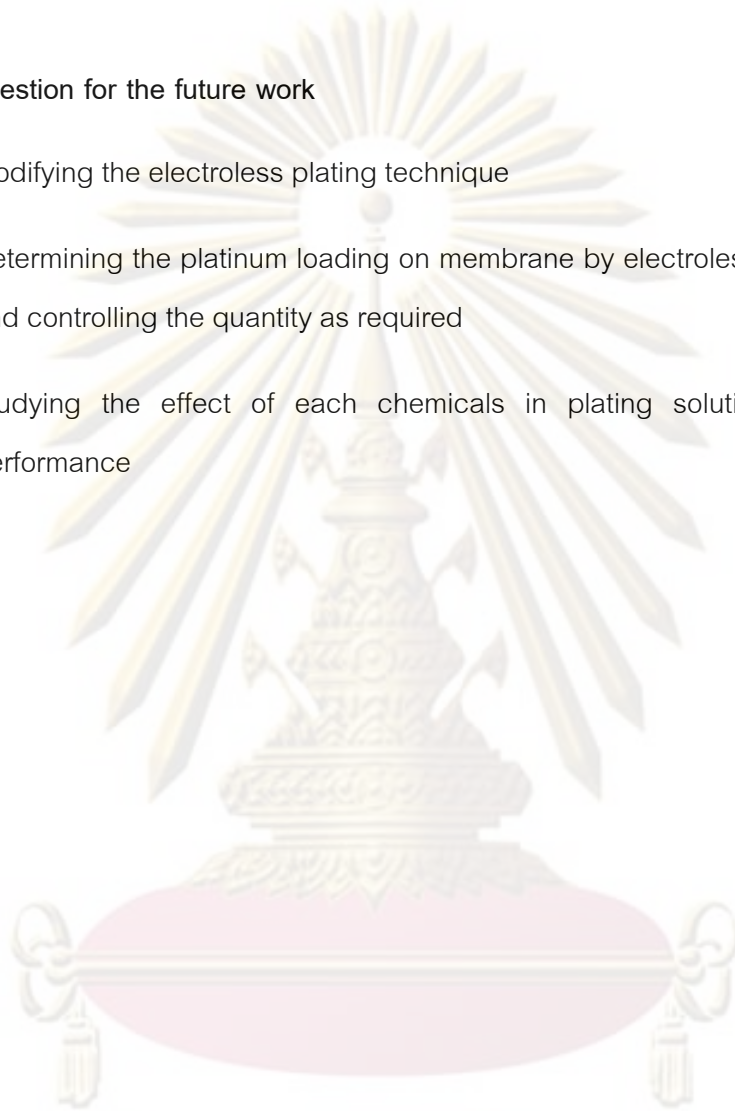 estion for the future work
odifying the electroless plating technique
etermining the platinum loading on membrane by electroles
nd controlling the quantity as required
udying the effect of each chemicals in plating soluti
erformance